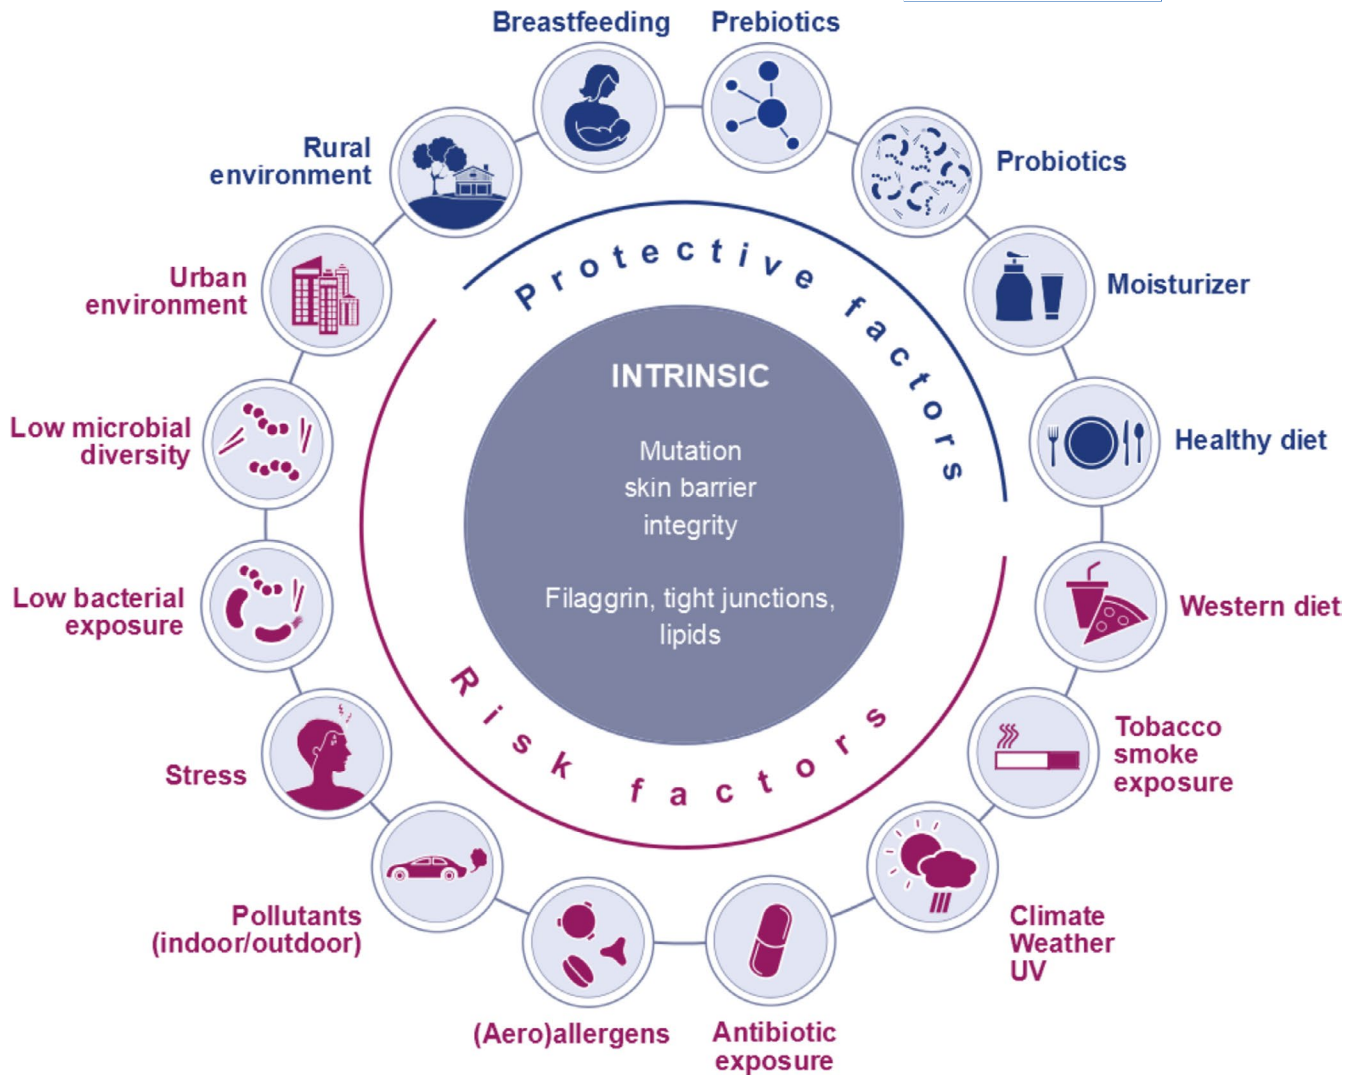 Breastfeeding
Prebiotics
Rural
environment
Probiotics
Urban
environment
Moisturizer
Protective factors
INTRINSIC
Mutation
skin barrier
integrity
Filaggrin, tight junctions,
lipids
Low microbial
diversity
Healthy diet
Low bacterial
exposure
Western diet
Risk factors
Stress
Tobacco
smoke
exposure
Pollutants
(indoor/outdoor)
Climate
Weather
UV
(Aero)allergens
Antibiotic
exposure